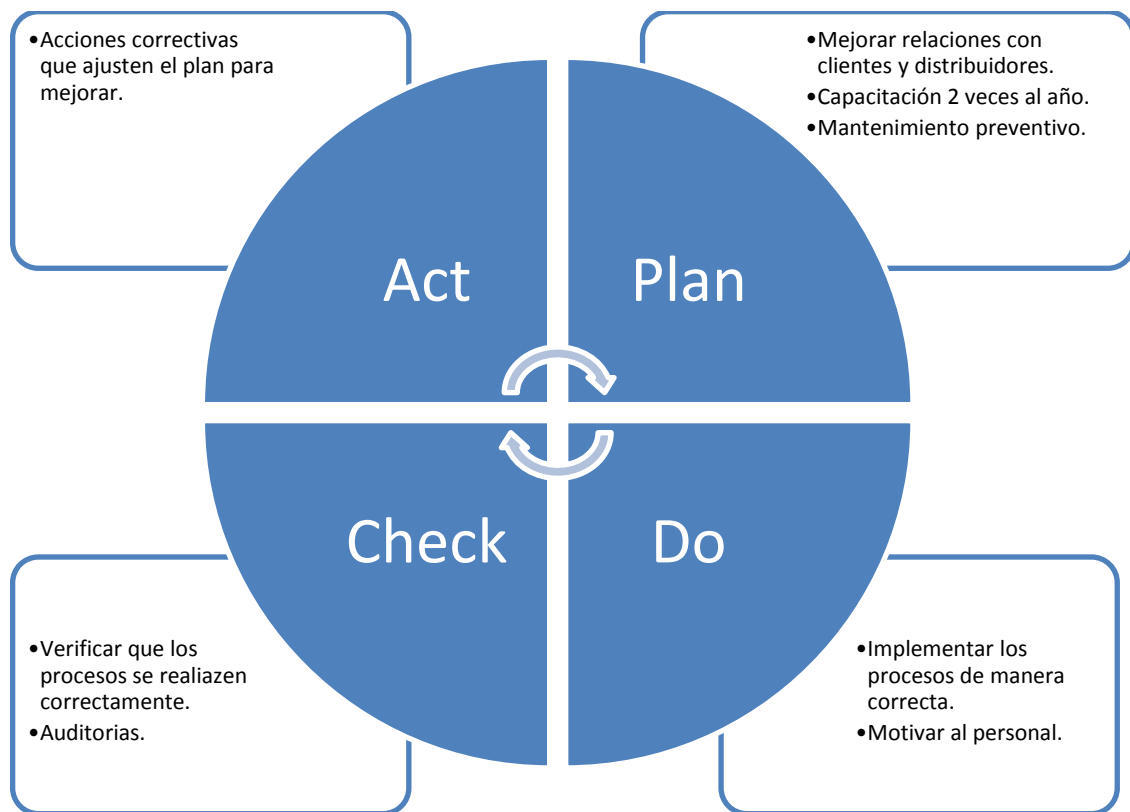 •Acciones correctivas
que ajusten el plan para
mejorar.
•Mejorar relaciones con
clientes y distribuidores.
•Capacitación 2 veces al año.
•Mantenimiento preventivo.
Act
Plan
Check
Do
•Verificar que los
procesos se realiazen
correctamente.
•Auditorias.
•Implementar los
procesos de manera
correcta.
•Motivar al personal.